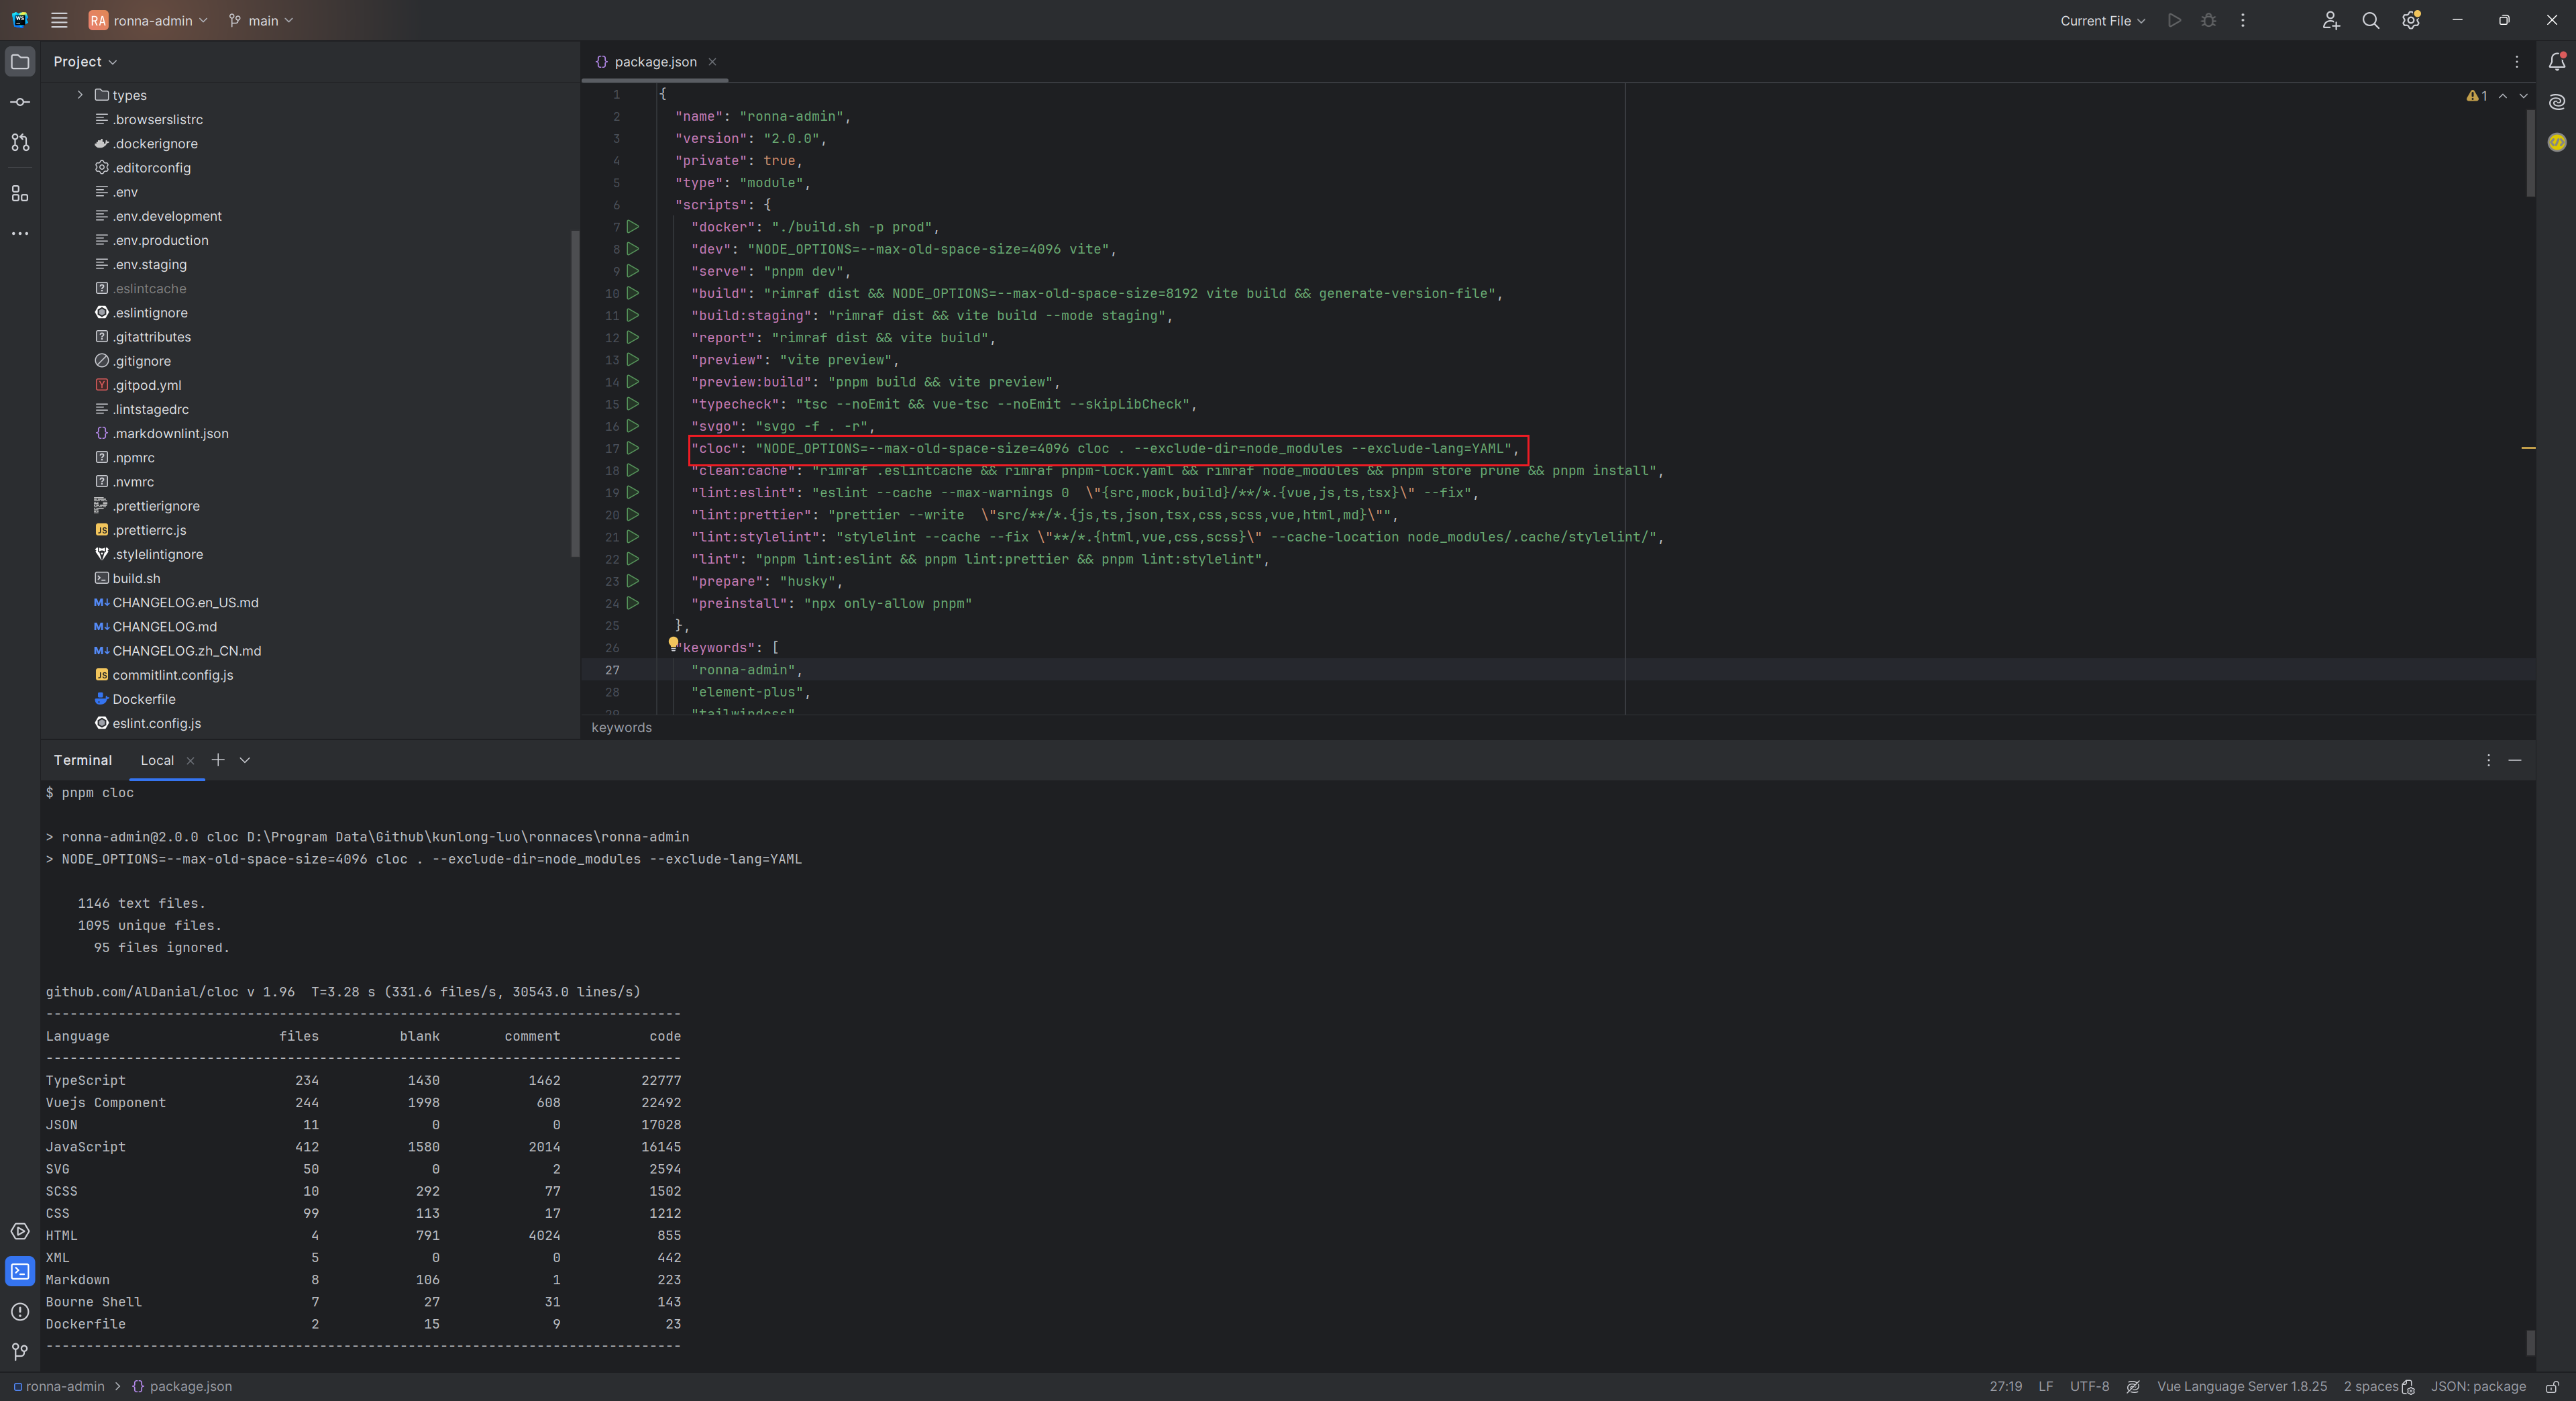 RA ronna-admin main Current File
Project
types
.browserslistrc
.dockerignore
.editorconfig
.env
.env.development
.env.production
.env.staging
.eslintcache
.eslintignore
.gitattributes
.gitignore
.gitpod.yml
.lintstagedrc
.markdownlint.json
.npmrc
.nvmrc
.prettierignore
.prettierrc.js
.stylelintignore
build.sh
CHANGELOG.en_US.md
CHANGELOG.md
CHANGELOG.zh_CN.md
commitlint.config.js
Dockerfile
eslint.config.js
package.json
1
1 {
2 "name": "ronna-admin",
3 "version": "2.0.0",
4 "private": true,
5 "type": "module",
6 "scripts": {
7 "docker": "./build.sh -p prod",
8 "dev": "NODE_OPTIONS=--max-old-space-size=4096 vite",
9 "serve": "pnpm dev",
10 "build": "rimraf dist && NODE_OPTIONS=--max-old-space-size=8192 vite build && generate-version-file",
11 "build:staging": "rimraf dist && vite build --mode staging",
12 "report": "rimraf dist && vite build",
13 "preview": "vite preview",
14 "preview:build": "pnpm build && vite preview",
15 "typecheck": "tsc --noEmit && vue-tsc --noEmit --skipLibCheck",
16 "svgo": "svgo -f . -r",
17 "cloc": "NODE_OPTIONS=--max-old-space-size=4096 cloc . --exclude-dir=node_modules --exclude-lang=YAML",
18 "clean:cache": "rimraf .eslintcache && rimraf pnpm-lock.yaml && rimraf node_modules && pnpm store prune && pnpm install",
19 "lint:eslint": "eslint --cache --max-warnings 0  \"{src,mock,build}/**/*.{vue,js,ts,tsx}\" --fix",
20 "lint:prettier": "prettier --write  \"src/**/*.{js,ts,json,tsx,css,scss,vue,html,md}\"",
21 "lint:stylelint": "stylelint --cache --fix \"**/*.{html,vue,css,scss}\" --cache-location node_modules/.cache/stylelint/",
22 "lint": "pnpm lint:eslint && pnpm lint:prettier && pnpm lint:stylelint",
23 "prepare": "husky",
24 "preinstall": "npx only-allow pnpm"
25 },
26 "keywords": [
27 "ronna-admin",
28 "element-plus",
29 "tailwindcss"
keywords
Terminal Local
$ pnpm cloc
> ronna-admin@2.0.0 cloc D:\Program Data\Github\kunlong-luo\ronnaces\ronna-admin
> NODE_OPTIONS=--max-old-space-size=4096 cloc . --exclude-dir=node_modules --exclude-lang=YAML
1146 text files.
1095 unique files.
95 files ignored.
github.com/AlDanial/cloc v 1.96  T=3.28 s (331.6 files/s, 30543.0 lines/s)
-------------------------------------------------------------------------------
Language files blank comment code
-------------------------------------------------------------------------------
TypeScript 234 1430 1462 22777
Vuejs Component 244 1998 608 22492
JSON 11 0 0 17028
JavaScript 412 1580 2014 16145
SVG 50 0 2 2594
SCSS 10 292 77 1502
CSS 99 113 17 1212
HTML 4 791 4024 855
XML 5 0 0 442
Markdown 8 106 1 223
Bourne Shell 7 27 31 143
Dockerfile 2 15 9 23
-------------------------------------------------------------------------------
ronna-admin > package.json 27:19 LF UTF-8 Vue Language Server 1.8.25 2 spaces JSON: package